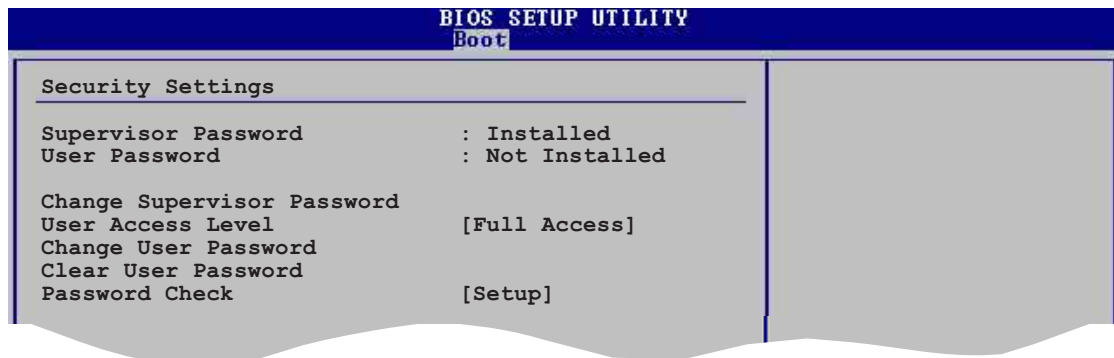 BIOS SETUP UTILITY
Boot
Security Settings
Supervisor Password : Installed
User Password : Not Installed
Change Supervisor Password
User Access Level [Full Access]
Change User Password
Clear User Password
Password Check [Setup]